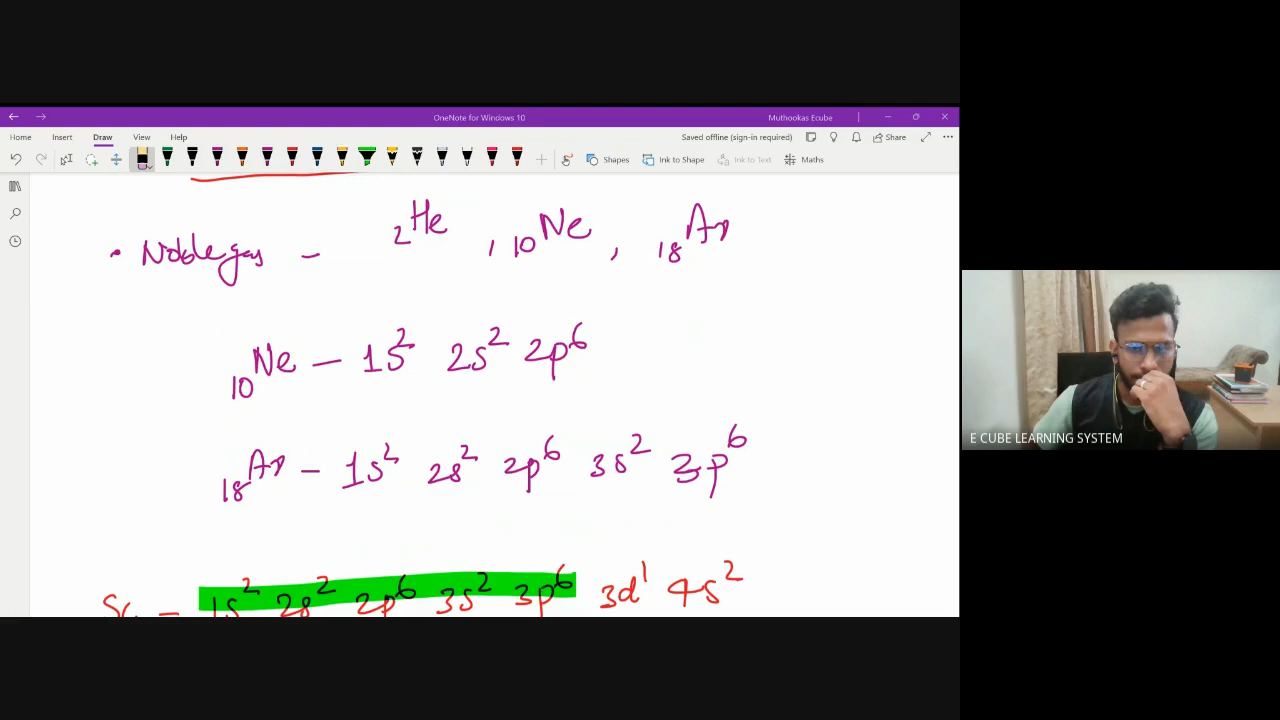 OneNote for Windows 10
Muthookas Ecube
Home Insert Draw View Help
Saved offline (sign-in required) Share
Shapes Ink to Shape Ink to Text Maths
• Noble gas – ₂He , ₁₀Ne , ₁₈Ar
₁₀Ne – 1s² 2s² 2p⁶
₁₈Ar – 1s² 2s² 2p⁶ 3s² 3p⁶
Sc – 1s² 2s² 2p⁶ 3s² 3p⁶ 3d¹ 4s²
E CUBE LEARNING SYSTEM